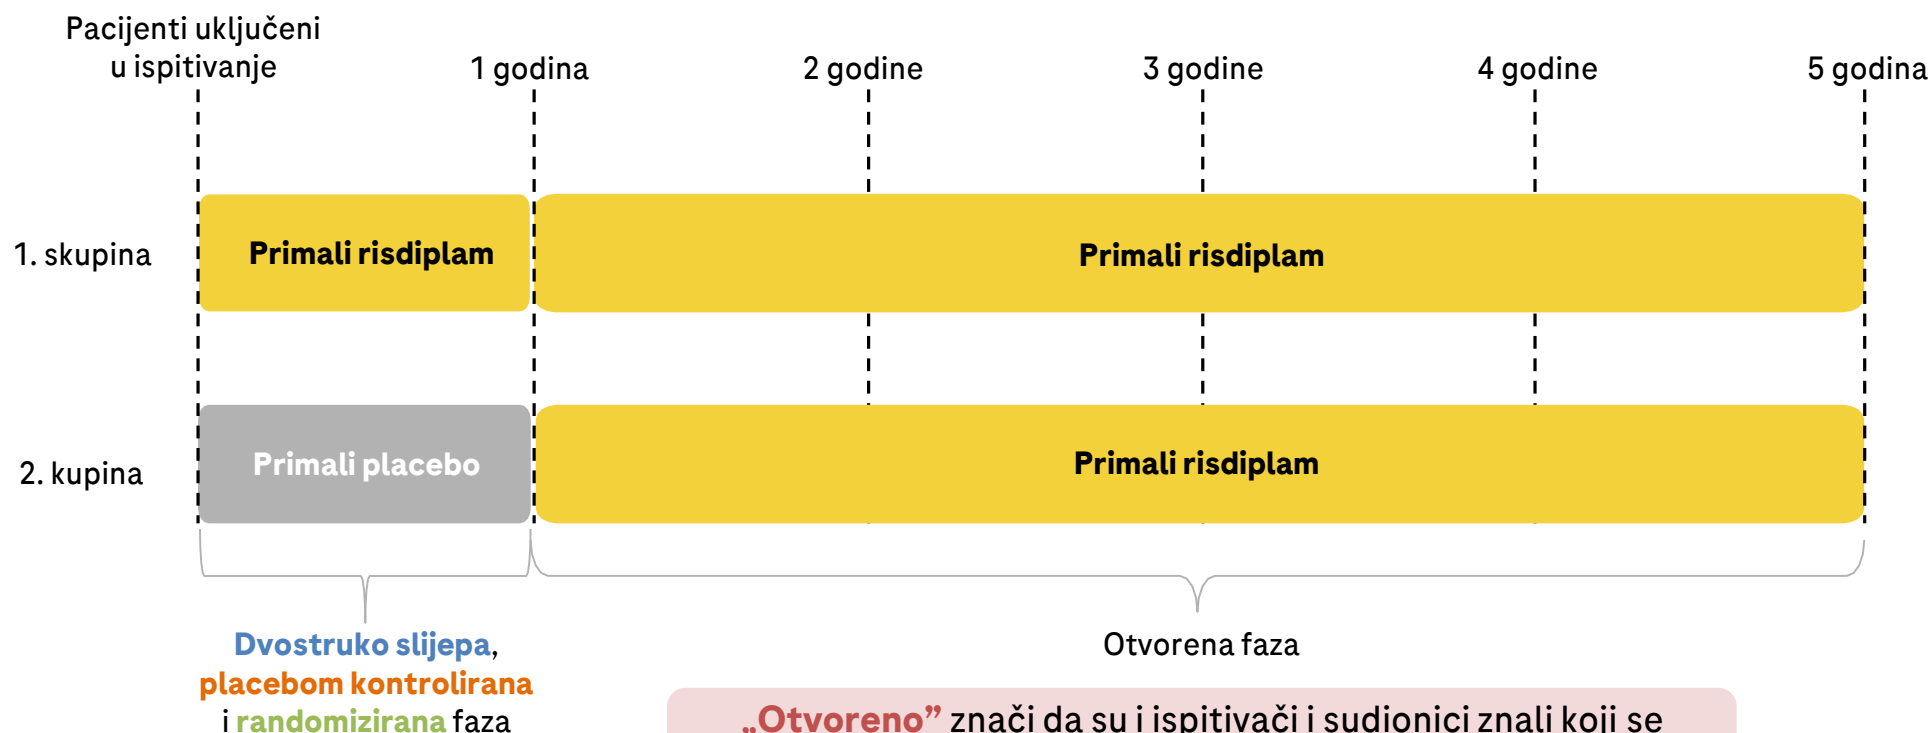 Pacijenti uključeni
u ispitivanje
1 godina
2 godine
3 godine
4 godine
5 godina
1. skupina
Primali risdiplam
Primali risdiplam
2. kupina
Primali placebo
Primali risdiplam
Dvostruko slijepa,
placebom kontrolirana
i randomizirana faza
Otvorena faza
„Otvoreno” znači da su i ispitivači i sudionici znali koji se